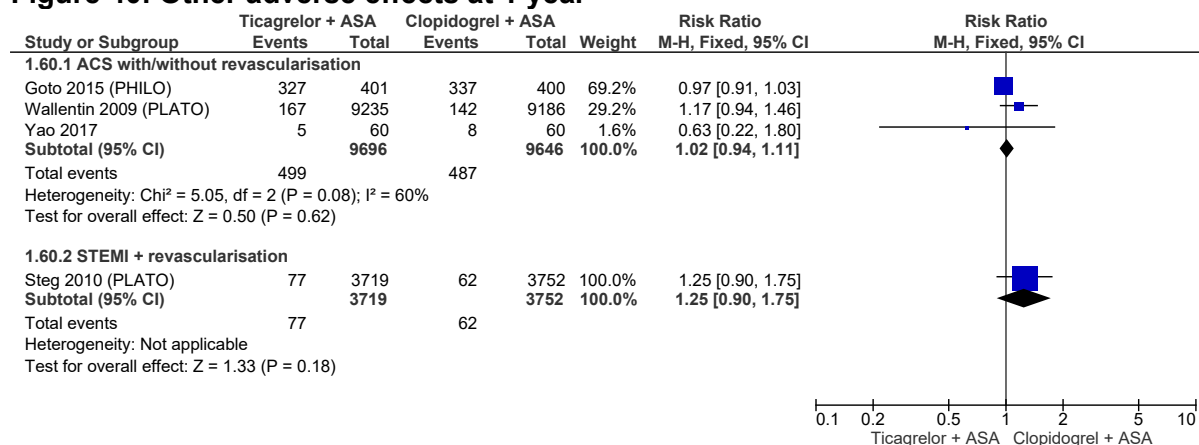 Figure 40: Other adverse effects at 1 year
Ticagrelor + ASA Clopidogrel + ASA Risk Ratio Risk Ratio
Study or Subgroup Events Total Events Total Weight M-H, Fixed, 95% CI M-H, Fixed, 95% CI
1.60.1 ACS with/without revascularisation
Goto 2015 (PHILO) 327 401 337 400 69.2% 0.97 [0.91, 1.03]
Wallentin 2009 (PLATO) 167 9235 142 9186 29.2% 1.17 [0.94, 1.46]
Yao 2017 5 60 8 60 1.6% 0.63 [0.22, 1.80]
Subtotal (95% CI) 9696 9646 100.0% 1.02 [0.94, 1.11]
Total events 499 487
Heterogeneity: Chi² = 5.05, df = 2 (P = 0.08); I² = 60%
Test for overall effect: Z = 0.50 (P = 0.62)
1.60.2 STEMI + revascularisation
Steg 2010 (PLATO) 77 3719 62 3752 100.0% 1.25 [0.90, 1.75]
Subtotal (95% CI) 3719 3752 100.0% 1.25 [0.90, 1.75]
Total events 77 62
Heterogeneity: Not applicable
Test for overall effect: Z = 1.33 (P = 0.18)
0.1 0.2 0.5 1 2 5 10
Ticagrelor + ASA Clopidogrel + ASA